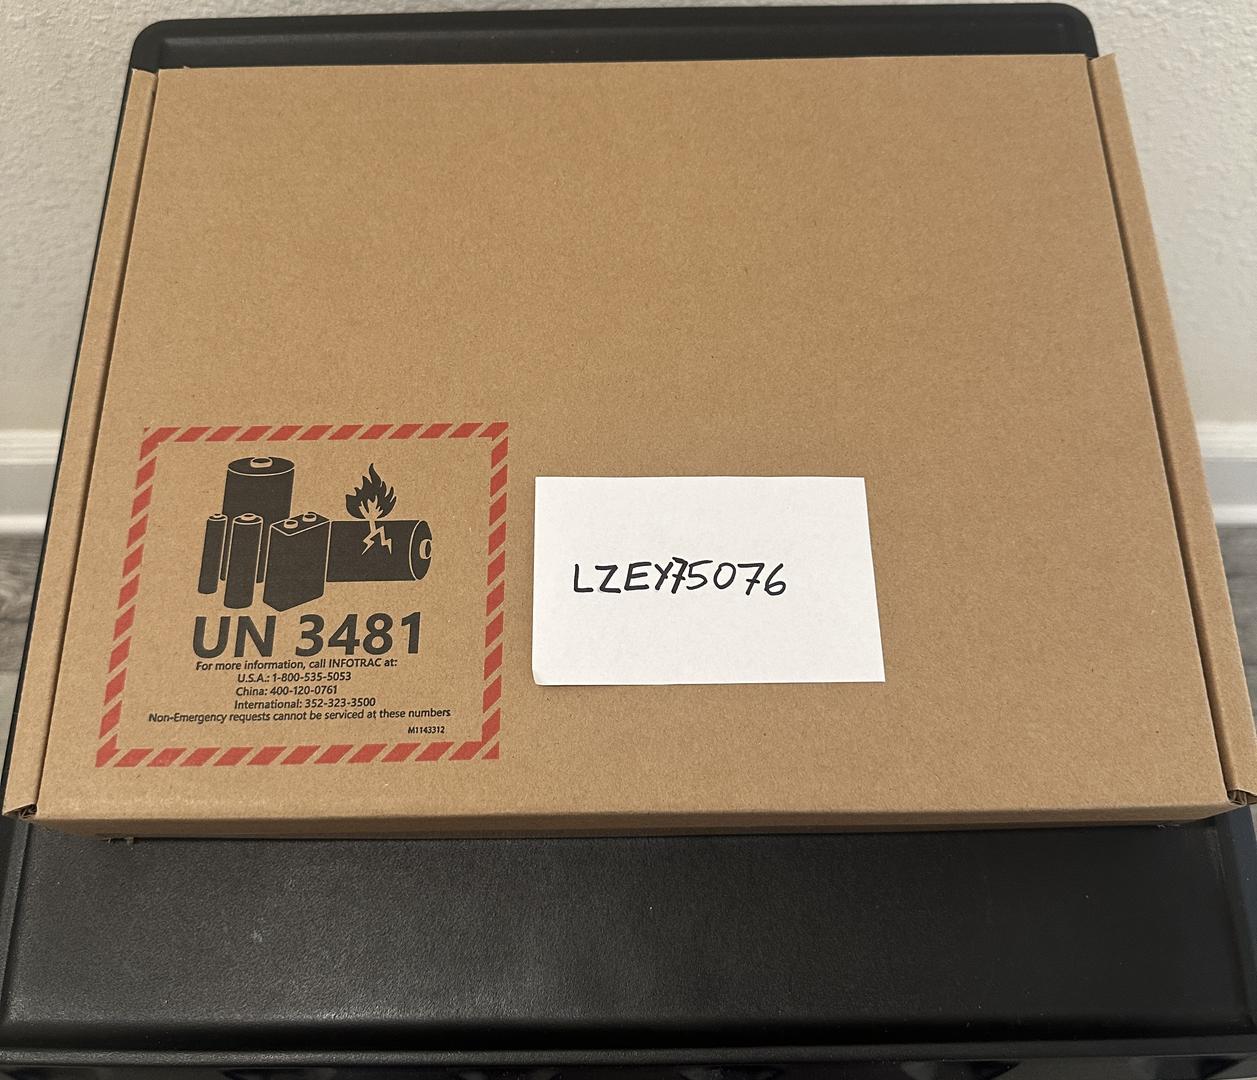 UN 3481
For more information, call INFOTRAC at:
U.S.A.: 1-800-535-5053
China: 400-120-0761
International: 352-323-3500
Non-Emergency requests cannot be serviced at these numbers
M1143312
LZEY75076